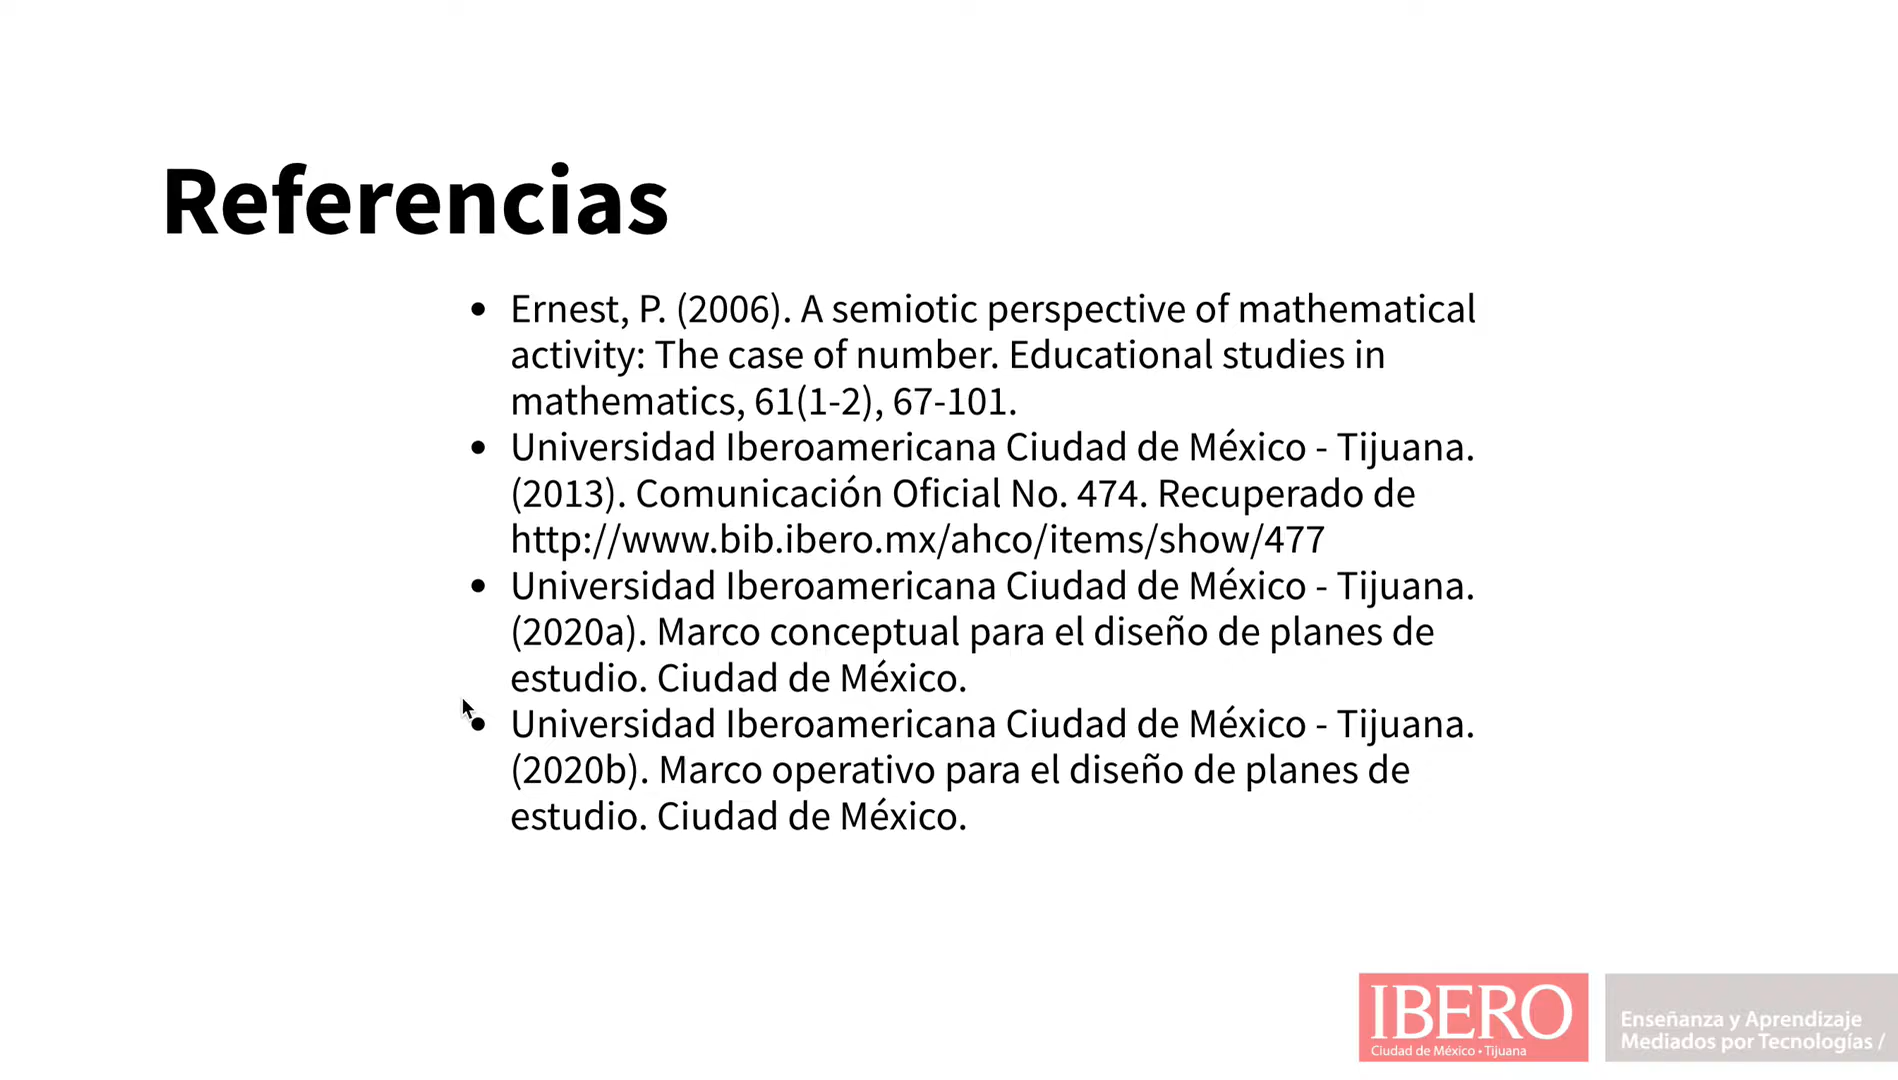 Referencias
• Ernest, P. (2006). A semiotic perspective of mathematical
activity: The case of number. Educational studies in
mathematics, 61(1-2), 67-101.
• Universidad Iberoamericana Ciudad de México - Tijuana.
(2013). Comunicación Oficial No. 474. Recuperado de
http://www.bib.ibero.mx/ahco/items/show/477
• Universidad Iberoamericana Ciudad de México - Tijuana.
(2020a). Marco conceptual para el diseño de planes de
estudio. Ciudad de México.
• Universidad Iberoamericana Ciudad de México - Tijuana.
(2020b). Marco operativo para el diseño de planes de
estudio. Ciudad de México.
IBERO
Ciudad de México • Tijuana
Enseñanza y Aprendizaje
Mediados por Tecnologías /